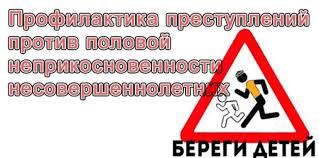 Профилактика преступлений
против половой
неприкосновенности
несовершеннолетних
БЕРЕГИ ДЕТЕЙ